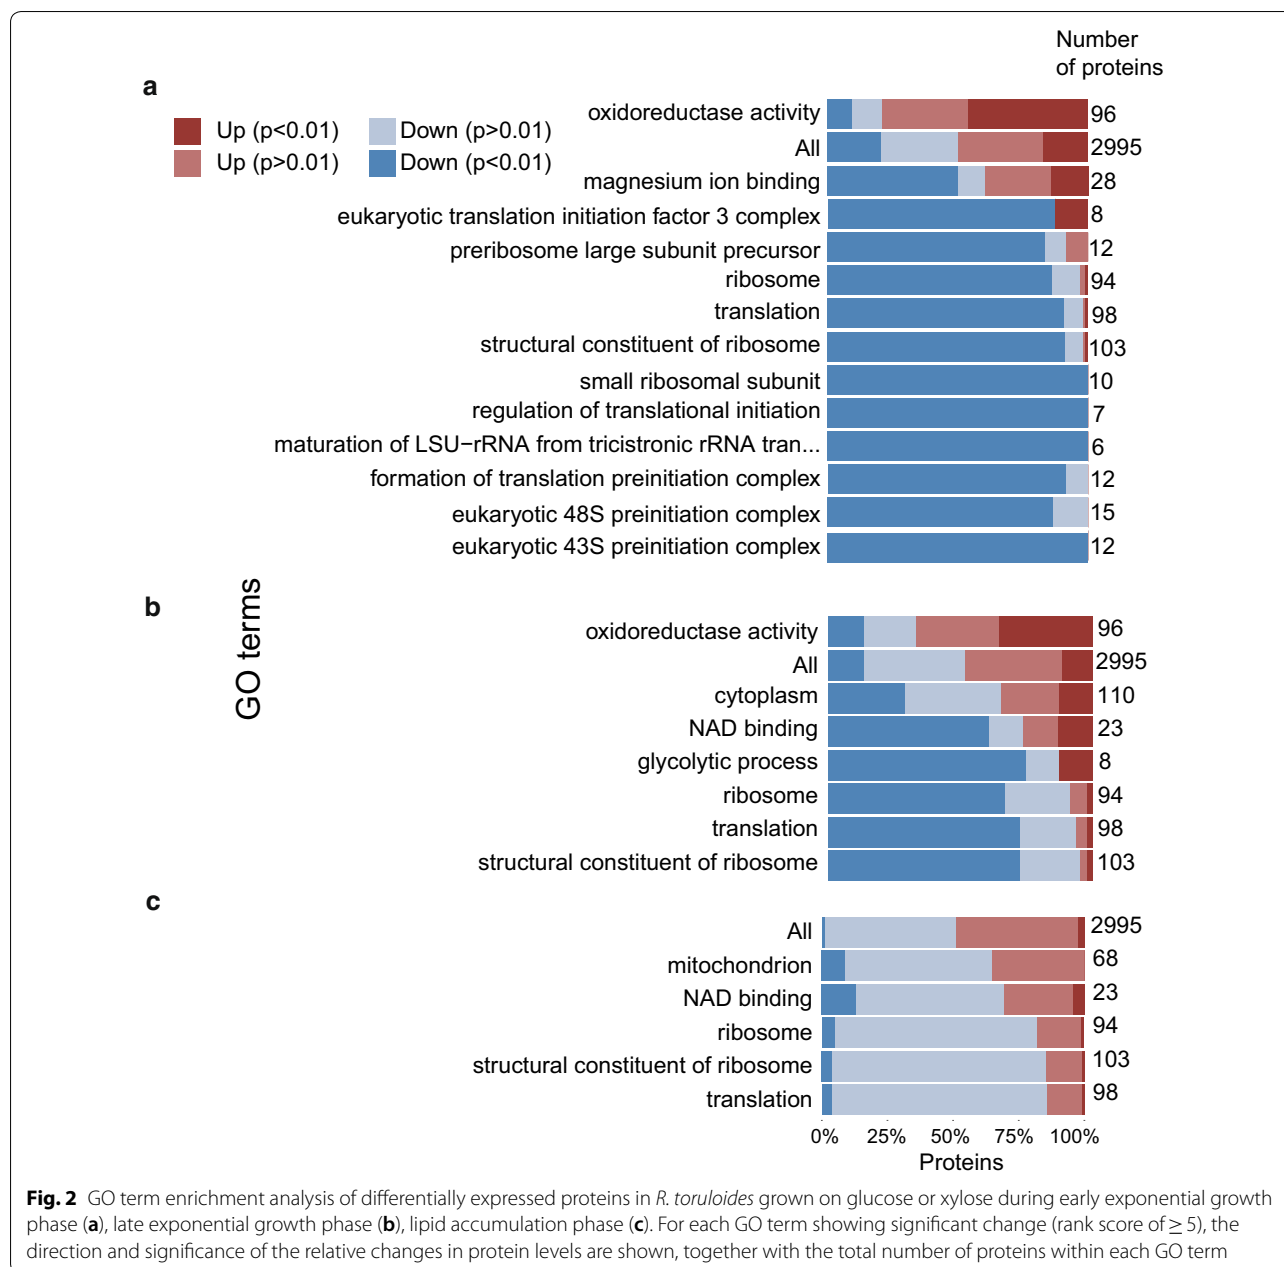 Number
of proteins
a
Up (p<0.01)
Down (p>0.01)
Up (p>0.01)
Down (p<0.01)
oxidoreductase activity 96
All 2995
magnesium ion binding 28
eukaryotic translation initiation factor 3 complex 8
preribosome large subunit precursor 12
ribosome 94
translation 98
structural constituent of ribosome 103
small ribosomal subunit 10
regulation of translational initiation 7
maturation of LSU−rRNA from tricistronic rRNA tran... 6
formation of translation preinitiation complex 12
eukaryotic 48S preinitiation complex 15
eukaryotic 43S preinitiation complex 12
GO terms
b
oxidoreductase activity 96
All 2995
cytoplasm 110
NAD binding 23
glycolytic process 8
ribosome 94
translation 98
structural constituent of ribosome 103
c
All 2995
mitochondrion 68
NAD binding 23
ribosome 94
structural constituent of ribosome 103
translation 98
0% 25% 50% 75% 100%
Proteins
Fig. 2 GO term enrichment analysis of differentially expressed proteins in R. toruloides grown on glucose or xylose during early exponential growth
phase (a), late exponential growth phase (b), lipid accumulation phase (c). For each GO term showing significant change (rank score of ≥ 5), the
direction and significance of the relative changes in protein levels are shown, together with the total number of proteins within each GO term